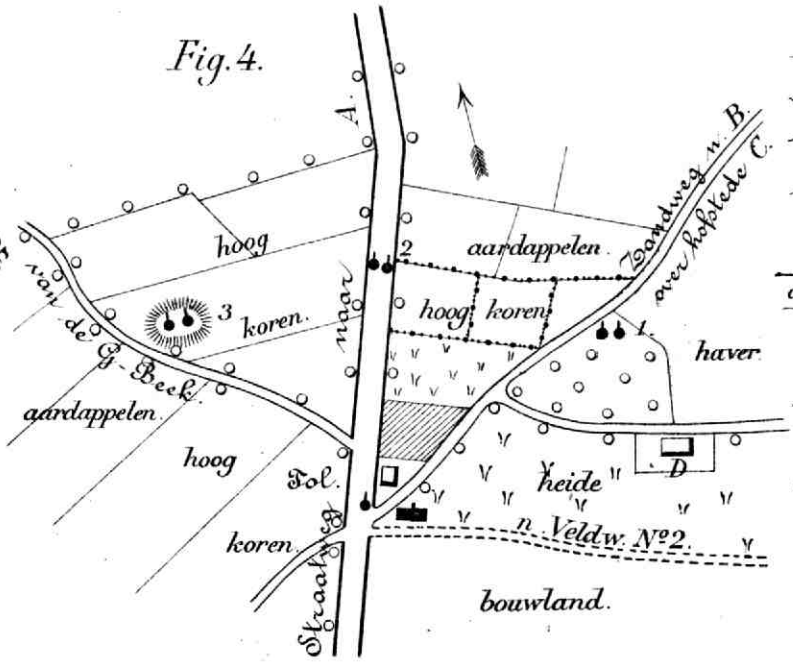 Fig. 4.
Straatweg naar A.
Zandweg n. B.
over hofstede C.
2
aardappelen.
hoog
hoog
koren
3
koren.
1.
haver.
van de G-Beek.
aardappelen.
hoog
Tol.
heide
D
koren.
n. Veldw. No 2.
bouwland.